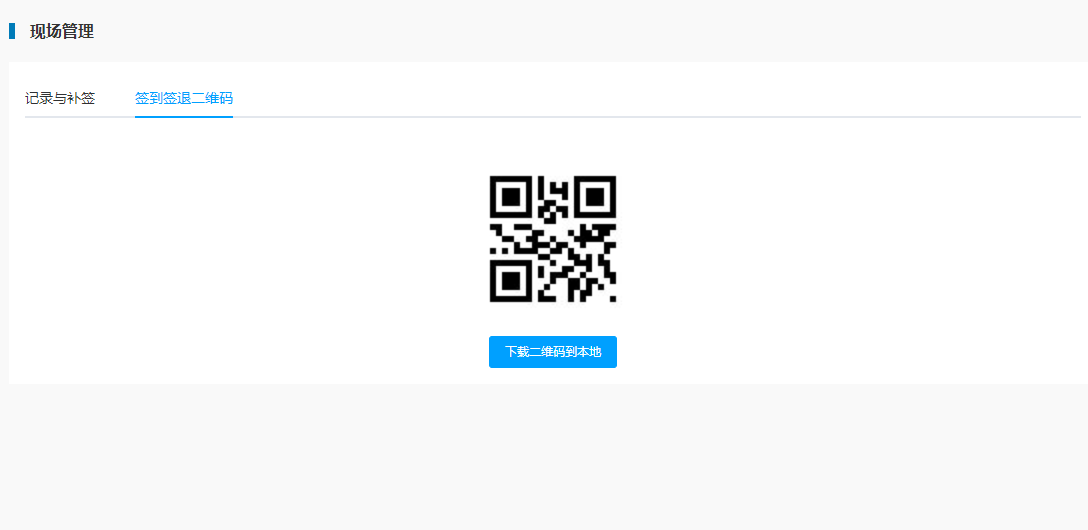 现场管理
记录与补签
签到签退二维码
下载二维码到本地